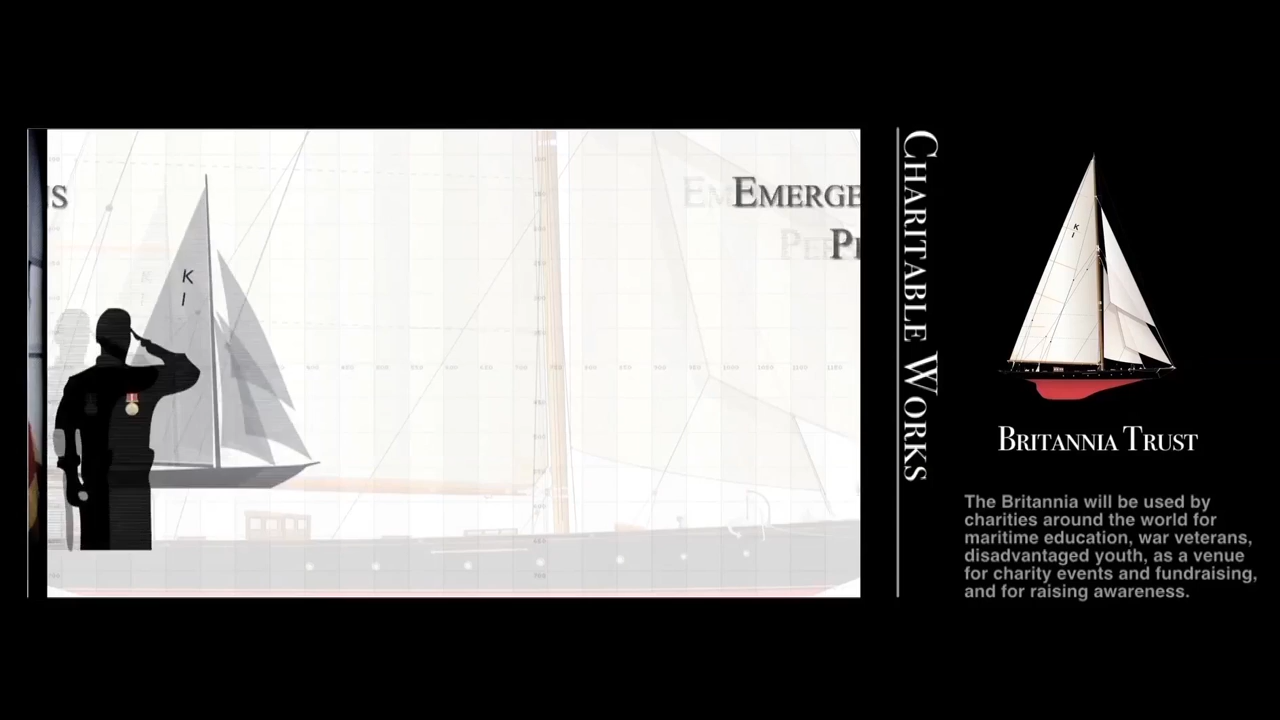 K
I
CHARITABLE WORKS
K
I
BRITANNIA TRUST
The Britannia will be used by
charities around the world for
maritime education, war veterans,
disadvantaged youth, as a venue
for charity events and fundraising,
and for raising awareness.